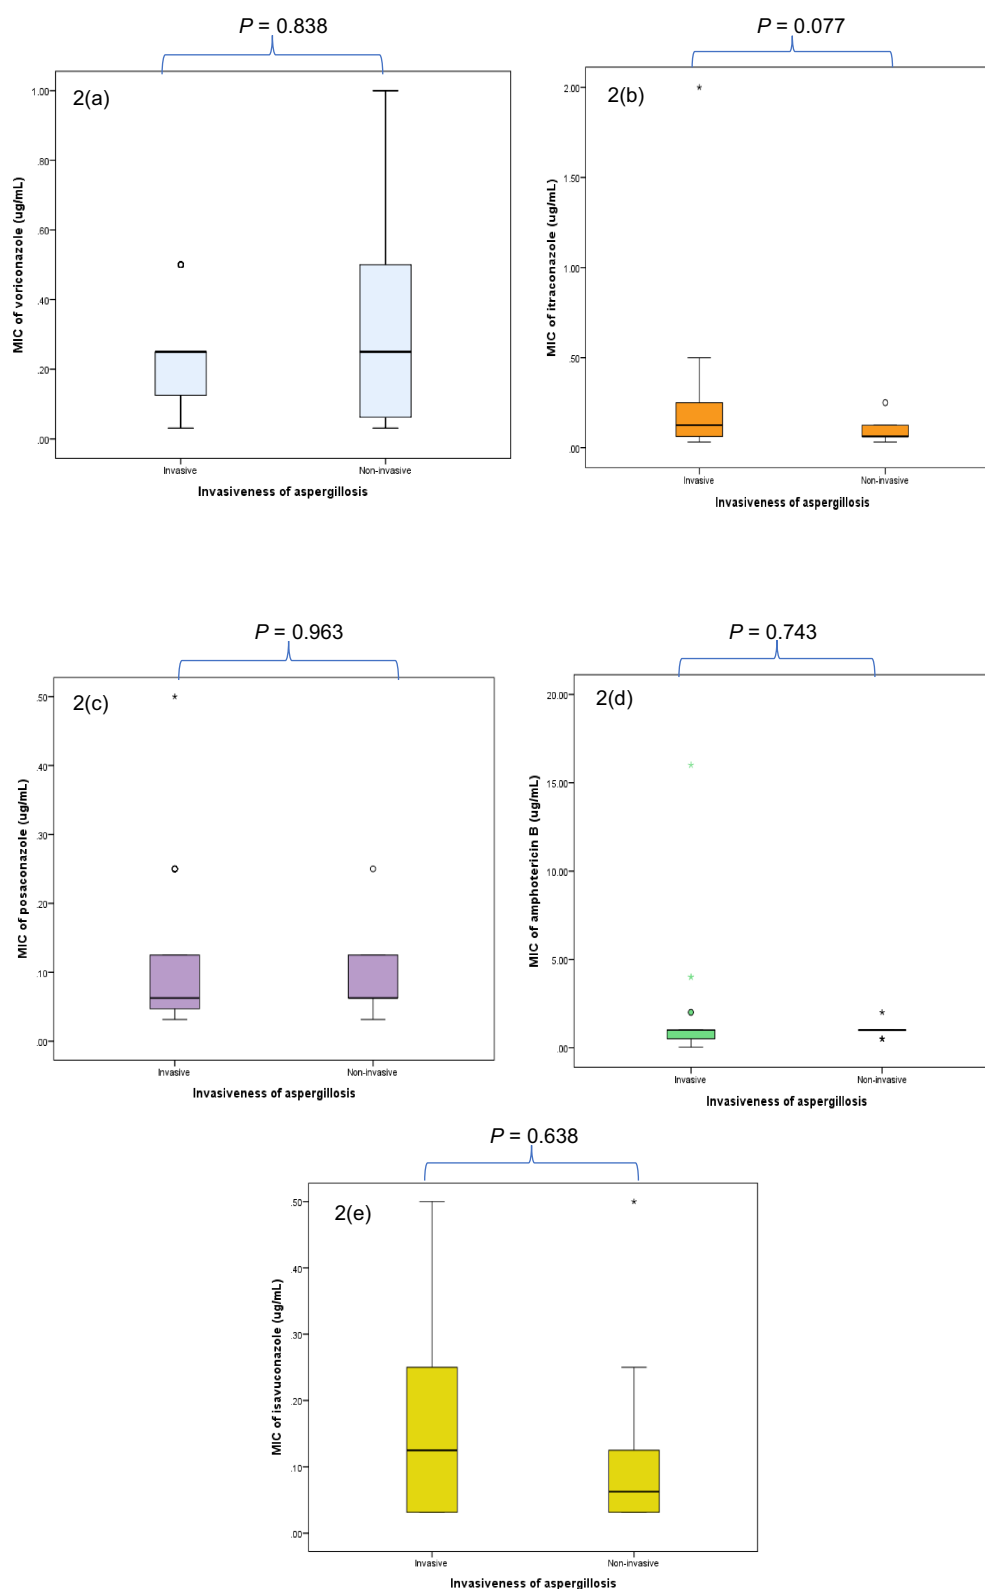 P = 0.838
2(a)
MIC of voriconazole (ug/mL)
1.00
.80
.60
.40
.20
.00
Invasive
Non-invasive
Invasiveness of aspergillosis
P = 0.077
2(b)
MIC of itraconazole (ug/mL)
2.00
1.50
1.00
.50
.00
Invasive
Non-invasive
Invasiveness of aspergillosis
P = 0.963
2(c)
MIC of posaconazole (ug/mL)
.50
.40
.30
.20
.10
.00
Invasive
Non-invasive
Invasiveness of aspergillosis
P = 0.743
2(d)
MIC of amphotericin B (ug/mL)
20.00
15.00
10.00
5.00
.00
Invasive
Non-invasive
Invasiveness of aspergillosis
P = 0.638
2(e)
MIC of isavuconazole (ug/mL)
.50
.40
.30
.20
.10
.00
Invasive
Non-invasive
Invasiveness of aspergillosis